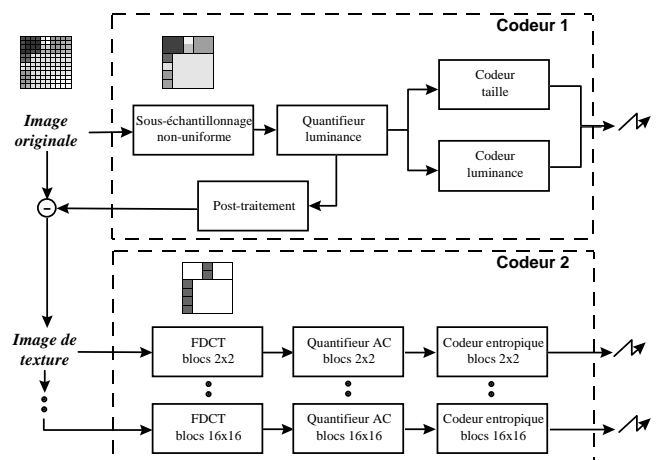 Codeur 1
Image
originale
Sous-échantillonnage
non-uniforme
Quantifieur
luminance
Codeur
taille
Codeur
luminance
Post-traitement
Codeur 2
Image de
texture
FDCT
blocs 2x2
Quantifieur AC
blocs 2x2
Codeur entropique
blocs 2x2
FDCT
blocs 16x16
Quantifieur AC
blocs 16x16
Codeur entropique
blocs 16x16